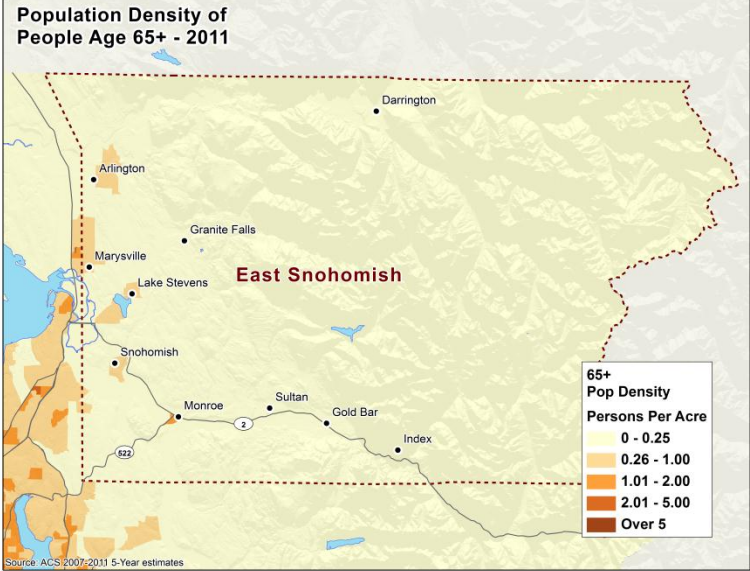 Population Density of
People Age 65+ - 2011
Darrington
Arlington
Granite Falls
Marysville
East Snohomish
Lake Stevens
Snohomish
Monroe
Sultan
Gold Bar
2
Index
522
65+
Pop Density
Persons Per Acre
0 - 0.25
0.26 - 1.00
1.01 - 2.00
2.01 - 5.00
Over 5
Source: ACS 2007-2011 5-Year estimates